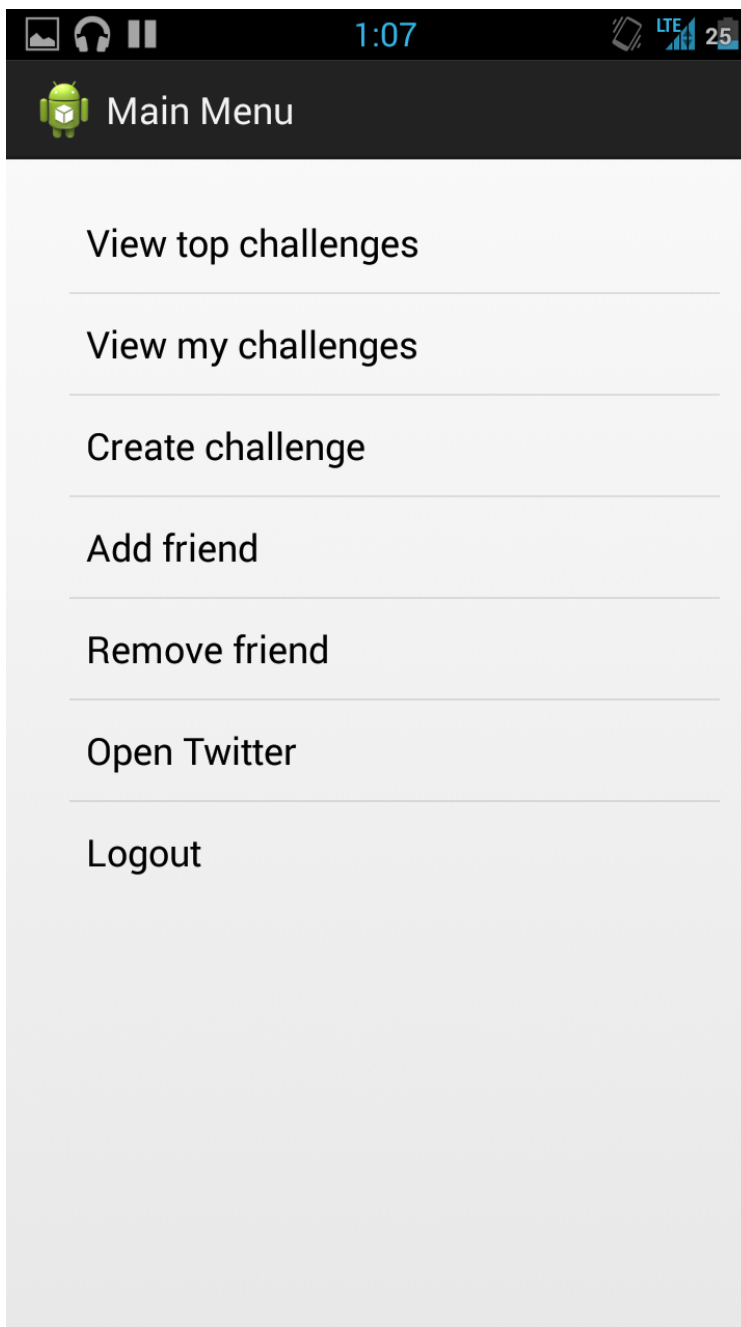 1:07 LTE 25
Main Menu
View top challenges
View my challenges
Create challenge
Add friend
Remove friend
Open Twitter
Logout